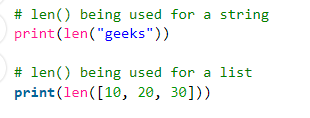 # len() being used for a string
print(len("geeks"))
# len() being used for a list
print(len([10, 20, 30]))